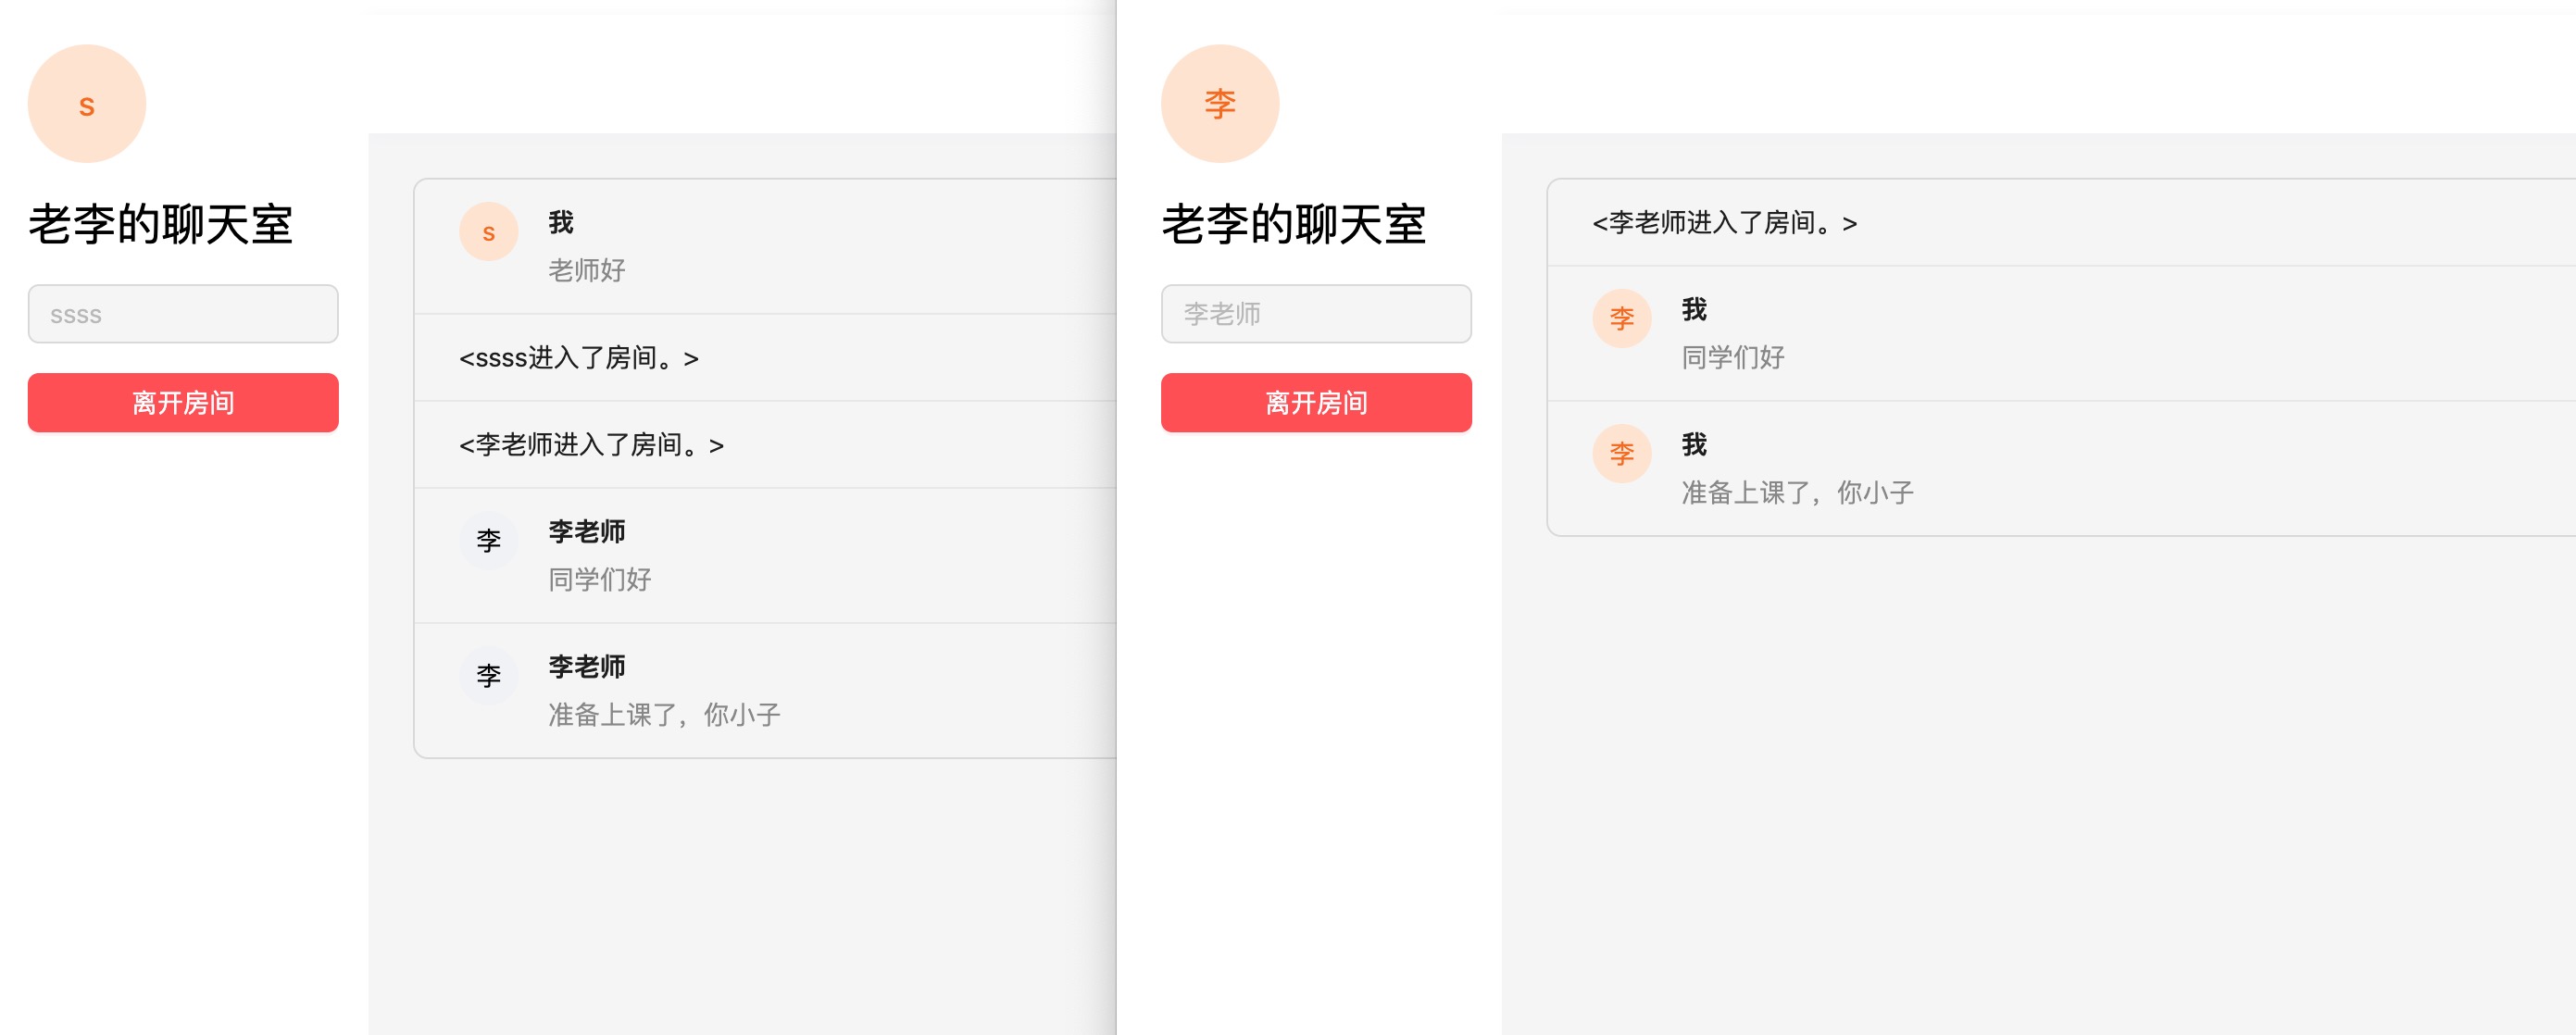 s
老李的聊天室
ssss
离开房间
s
我
老师好
<ssss进入了房间。>
<李老师进入了房间。>
李
李老师
同学们好
李
李老师
准备上课了，你小子
李
老李的聊天室
李老师
离开房间
<李老师进入了房间。>
李
我
同学们好
李
我
准备上课了，你小子